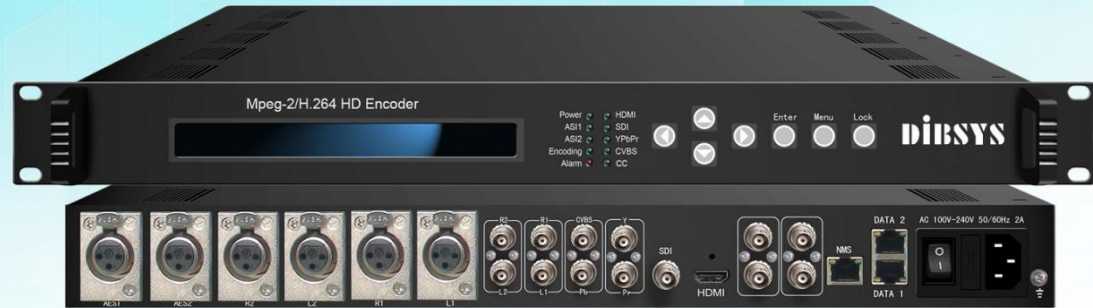 Mpeg-2/H.264 HD Encoder
Power HDMI
ASI1 SDI
ASI2 YPbPr
Encoding CVBS
Alarm CC
Enter Menu Lock
DiBSYS
R2 R1 CVBS Y
L2 L1 Pb Pr
SDI
HDMI
NMS
DATA 2
DATA 1
AC 100V-240V 50/60Hz 2A
I
O
AES1 AES2 R2 L2 R1 L1